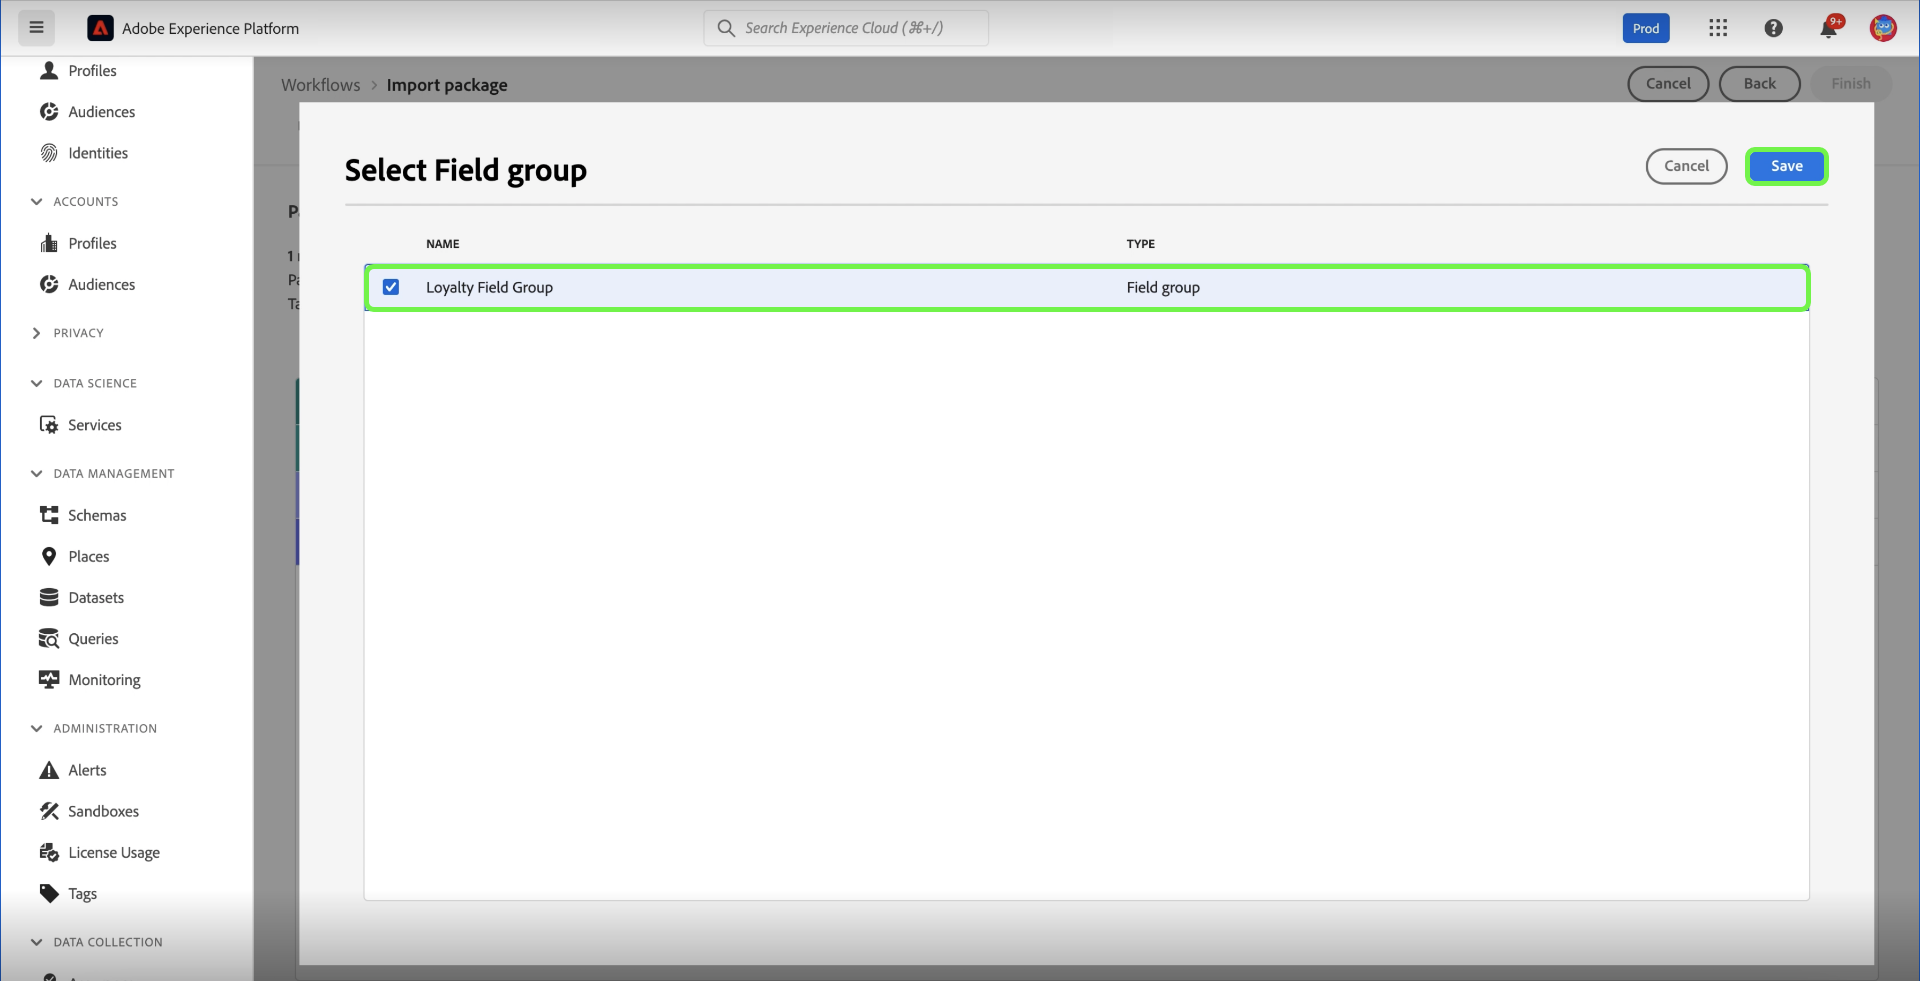 Adobe Experience Platform
Search Experience Cloud (⌘+/)
Prod
9+
Profiles
Audiences
Identities
ACCOUNTS
Profiles
Audiences
PRIVACY
DATA SCIENCE
Services
DATA MANAGEMENT
Schemas
Places
Datasets
Queries
Monitoring
ADMINISTRATION
Alerts
Sandboxes
License Usage
Tags
DATA COLLECTION
Workflows > Import package
Cancel
Back
Finish
Select Field group
Cancel
Save
NAME
TYPE
Loyalty Field Group
Field group